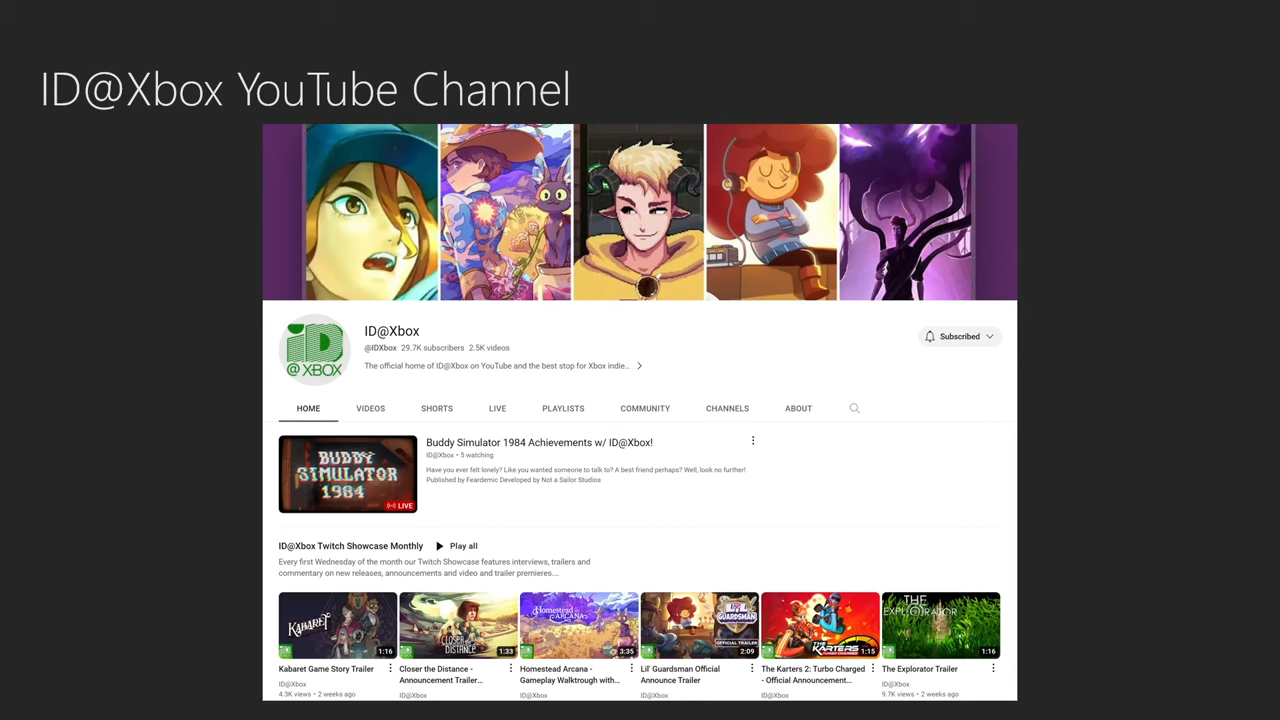 ID@Xbox YouTube Channel
iD
@ XBOX
ID@Xbox
@IDXbox 29.7K subscribers 2.5K videos
The official home of ID@Xbox on YouTube and the best stop for Xbox indie...
Subscribed
HOME VIDEOS SHORTS LIVE PLAYLISTS COMMUNITY CHANNELS ABOUT
BUDDY
SIMULATOR
1984
LIVE
Buddy Simulator 1984 Achievements w/ ID@Xbox!
ID@Xbox • 5 watching
Have you ever felt lonely? Like you wanted someone to talk to? A best friend perhaps? Well, look no further!
Published by Feardemic Developed by Not a Sailor Studios
ID@Xbox Twitch Showcase Monthly Play all
Every first Wednesday of the month our Twitch Showcase features interviews, trailers and
commentary on new releases, announcements and video and trailer premieres....
KABARET
1:16
CLOSER THE
DISTANCE
1:33
Homestead
ARCANA
3:35
LIL'
GUARDSMAN
OFFICIAL TRAILER
2:09
THE KARTERS
1:15
THE
EXPLORATOR
1:16
Kabaret Game Story Trailer
ID@Xbox
4.3K views • 2 weeks ago
Closer the Distance -
Announcement Trailer...
ID@Xbox
Homestead Arcana -
Gameplay Walktrough with...
ID@Xbox
Lil' Guardsman Official
Announce Trailer
ID@Xbox
The Karters 2: Turbo Charged
- Official Announcement...
ID@Xbox
The Explorator Trailer
ID@Xbox
9.7K views • 2 weeks ago